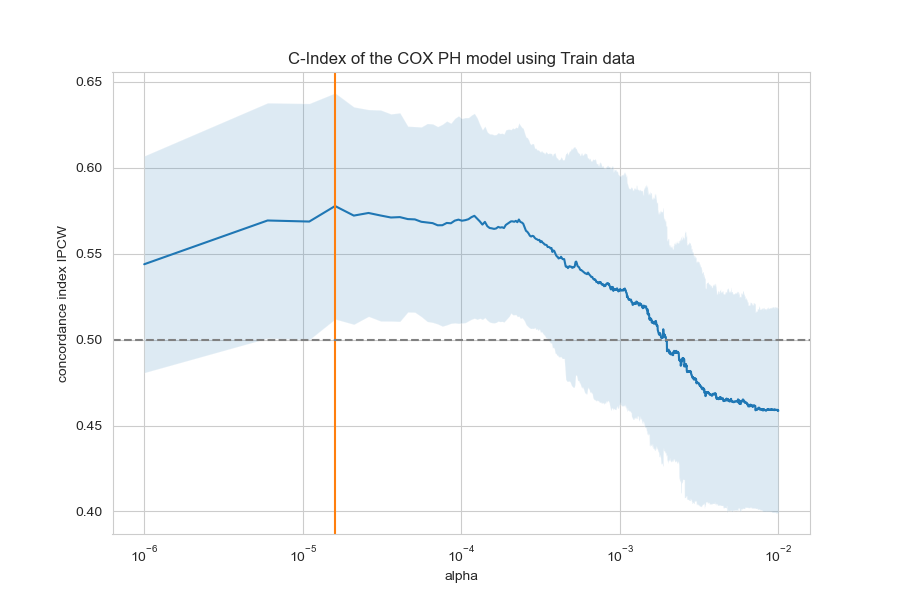 C-Index of the COX PH model using Train data
concordance index IPCW
0.65
0.60
0.55
0.50
0.45
0.40
10⁻⁶ 10⁻⁵ 10⁻⁴ 10⁻³ 10⁻²
alpha